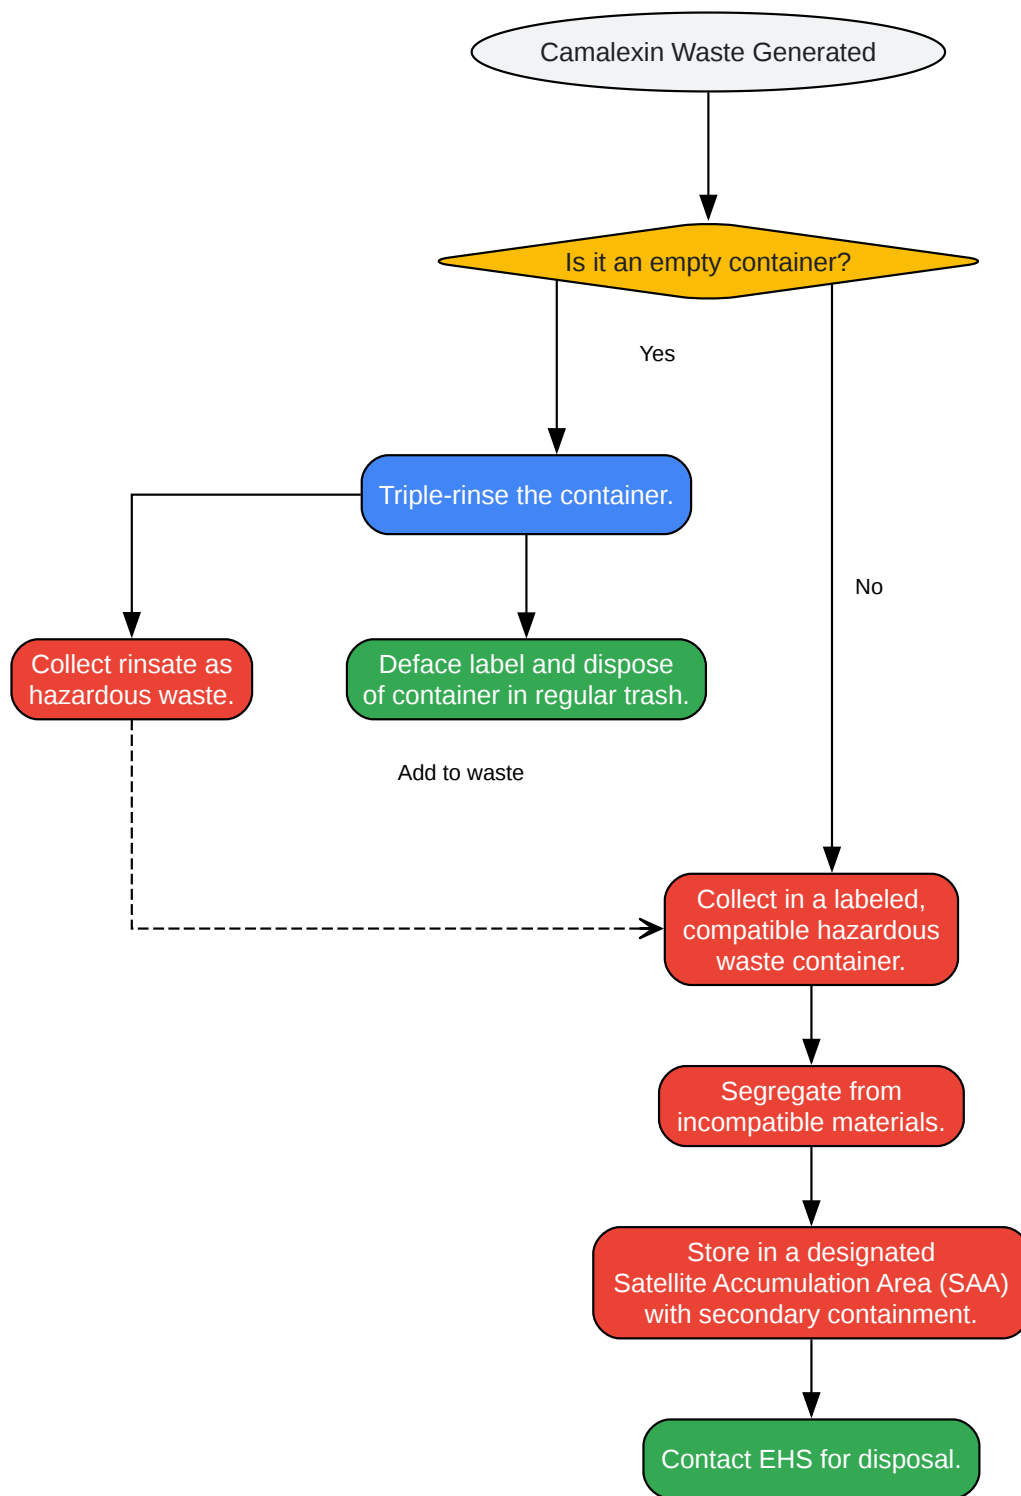 Camalexin Waste Generated
Is it an empty container?
Yes
Triple-rinse the container.
No
Collect rinsate as
hazardous waste.
Deface label and dispose
of container in regular trash.
Add to waste
Collect in a labeled,
compatible hazardous
waste container.
Segregate from
incompatible materials.
Store in a designated
Satellite Accumulation Area (SAA)
with secondary containment.
Contact EHS for disposal.